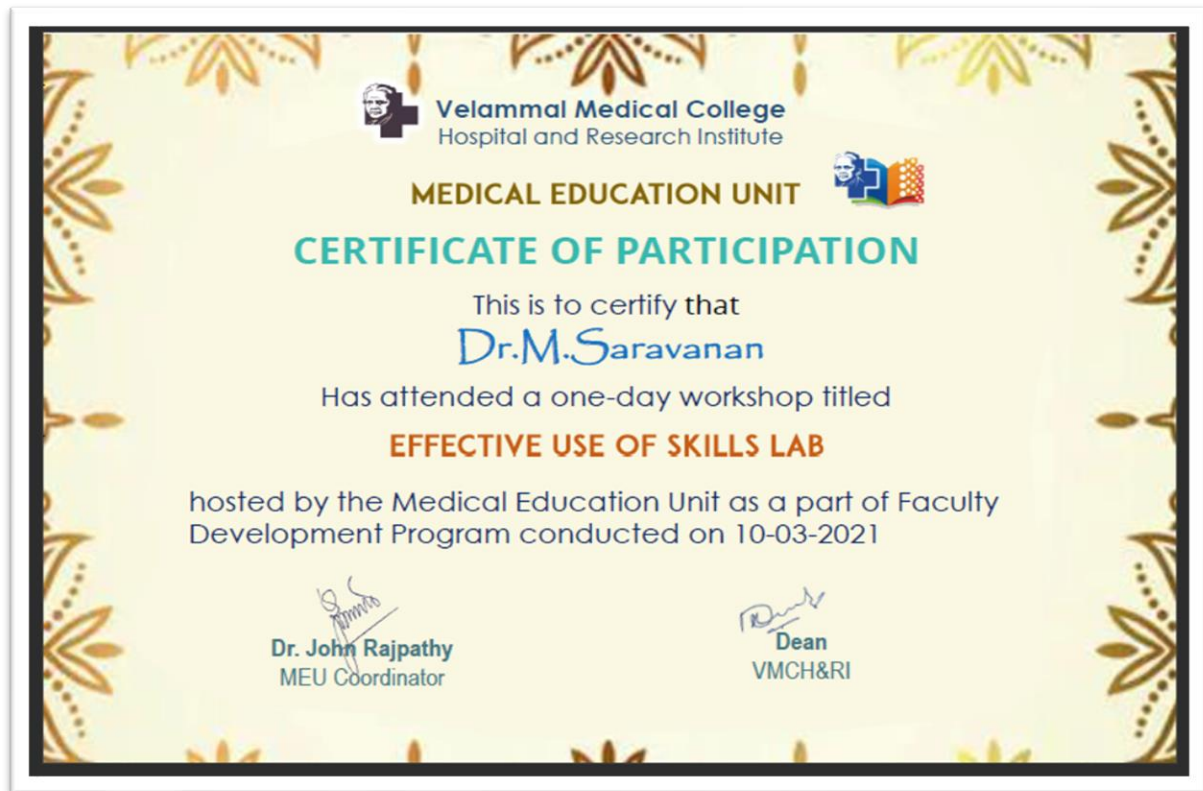 Velammal Medical College
Hospital and Research Institute
MEDICAL EDUCATION UNIT
CERTIFICATE OF PARTICIPATION
This is to certify that
Dr.M.Saravanan
Has attended a one-day workshop titled
EFFECTIVE USE OF SKILLS LAB
hosted by the Medical Education Unit as a part of Faculty
Development Program conducted on 10-03-2021
Dr. John Rajpathy
MEU Coordinator
Dean
VMCH&RI